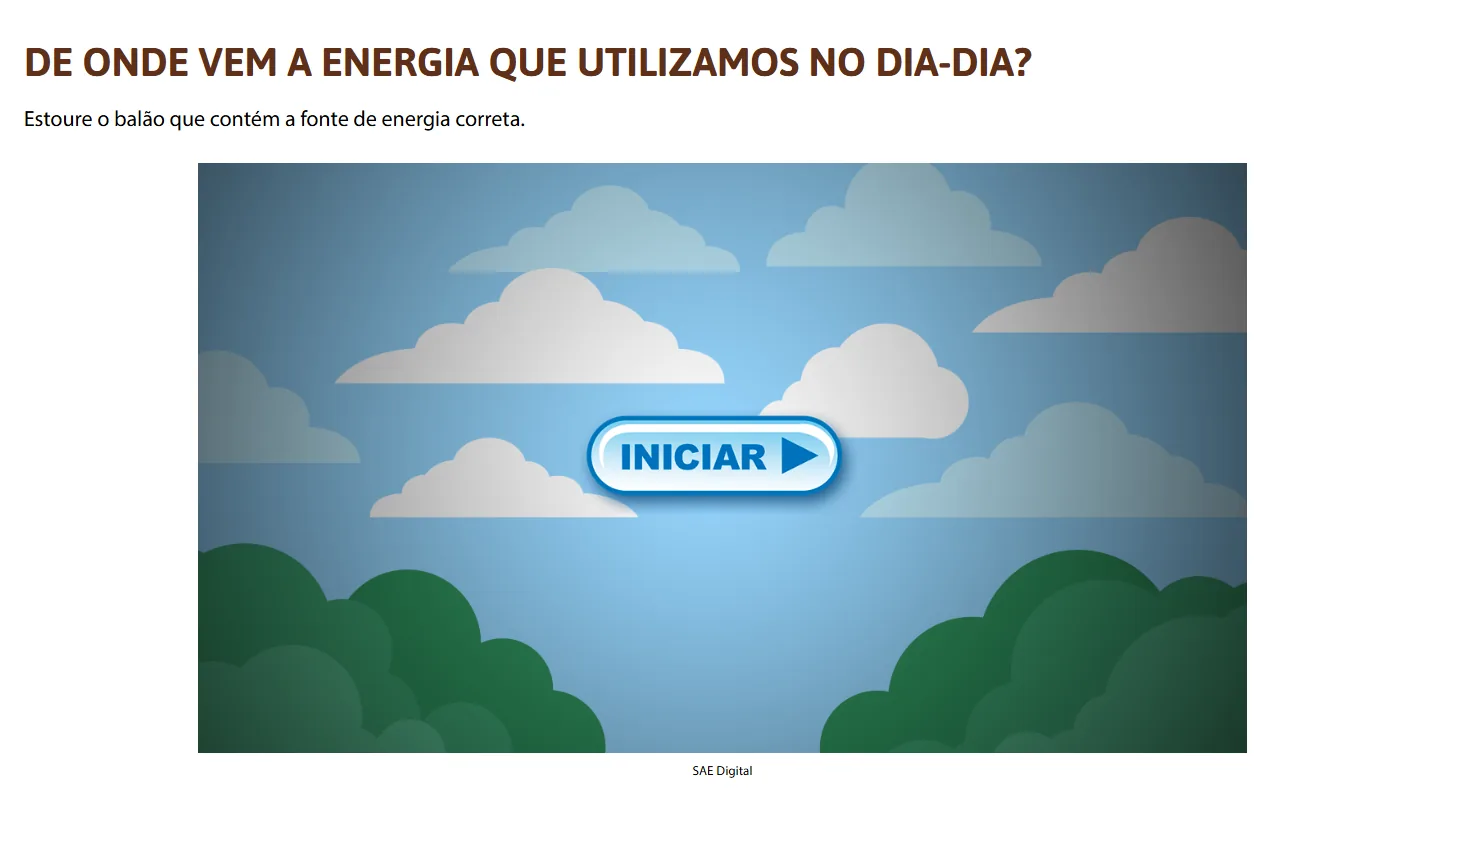 DE ONDE VEM A ENERGIA QUE UTILIZAMOS NO DIA-DIA?
Estoure o balão que contém a fonte de energia correta.
INICIAR
SAE Digital